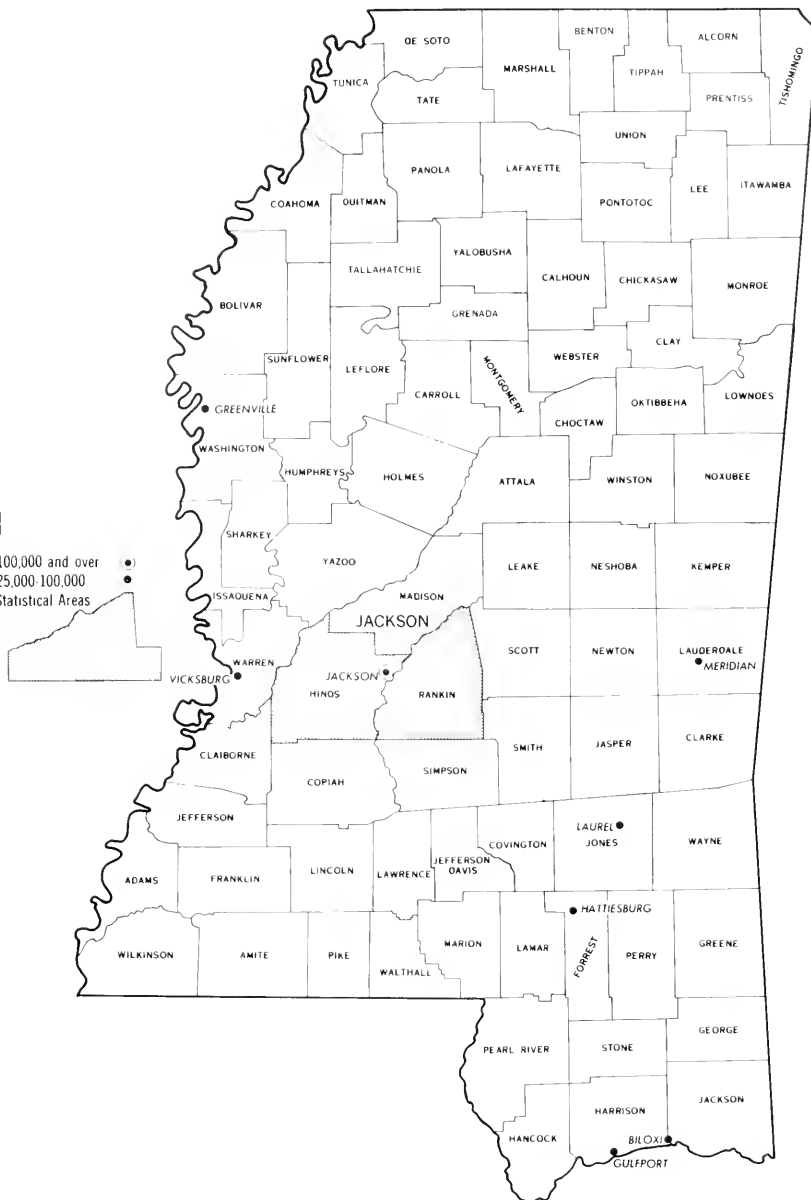 BENTON
DE SOTO
ALCORN
MARSHALL
TIPPAH
TISHOMINGO
TUNICA
TATE
PRENTISS
UNION
PANOLA
LAFAYETTE
LEE
ITAWAMBA
COAHOMA
QUITMAN
PONTOTOC
YALOBUSHA
TALLAHATCHIE
CALHOUN
CHICKASAW
MONROE
BOLIVAR
GRENADA
CLAY
SUNFLOWER
WEBSTER
LEFLORE
MONTGOMERY
CARROLL
OKTIBBEHA
LOWNOES
GREENVILLE
CHOCTAW
WASHINGTON
HUMPHREYS
HOLMES
ATTALA
WINSTON
NOXUBEE
SHARKEY
100,000 and over
YAZOO
LEAKE
NESHOBA
KEMPER
25,000-100,000
Statistical Areas
ISSAQUENA
MADISON
JACKSON
SCOTT
NEWTON
LAUDERDALE
WARREN
MERIDIAN
VICKSBURG
JACKSON
HINOS
RANKIN
CLAIBORNE
SMITH
JASPER
CLARKE
SIMPSON
COPIAH
JEFFERSON
LAUREL
JONES
COVINGTON
WAYNE
JEFFERSON
OAVIS
LINCOLN
LAWRENCE
ADAMS
FRANKLIN
HATTIESBURG
MARION
LAMAR
FORREST
PERRY
GREENE
WILKINSON
AMITE
PIKE
WALTHALL
GEORGE
PEARL RIVER
STONE
JACKSON
HARRISON
HANCOCK
BILOXI
GULFPORT